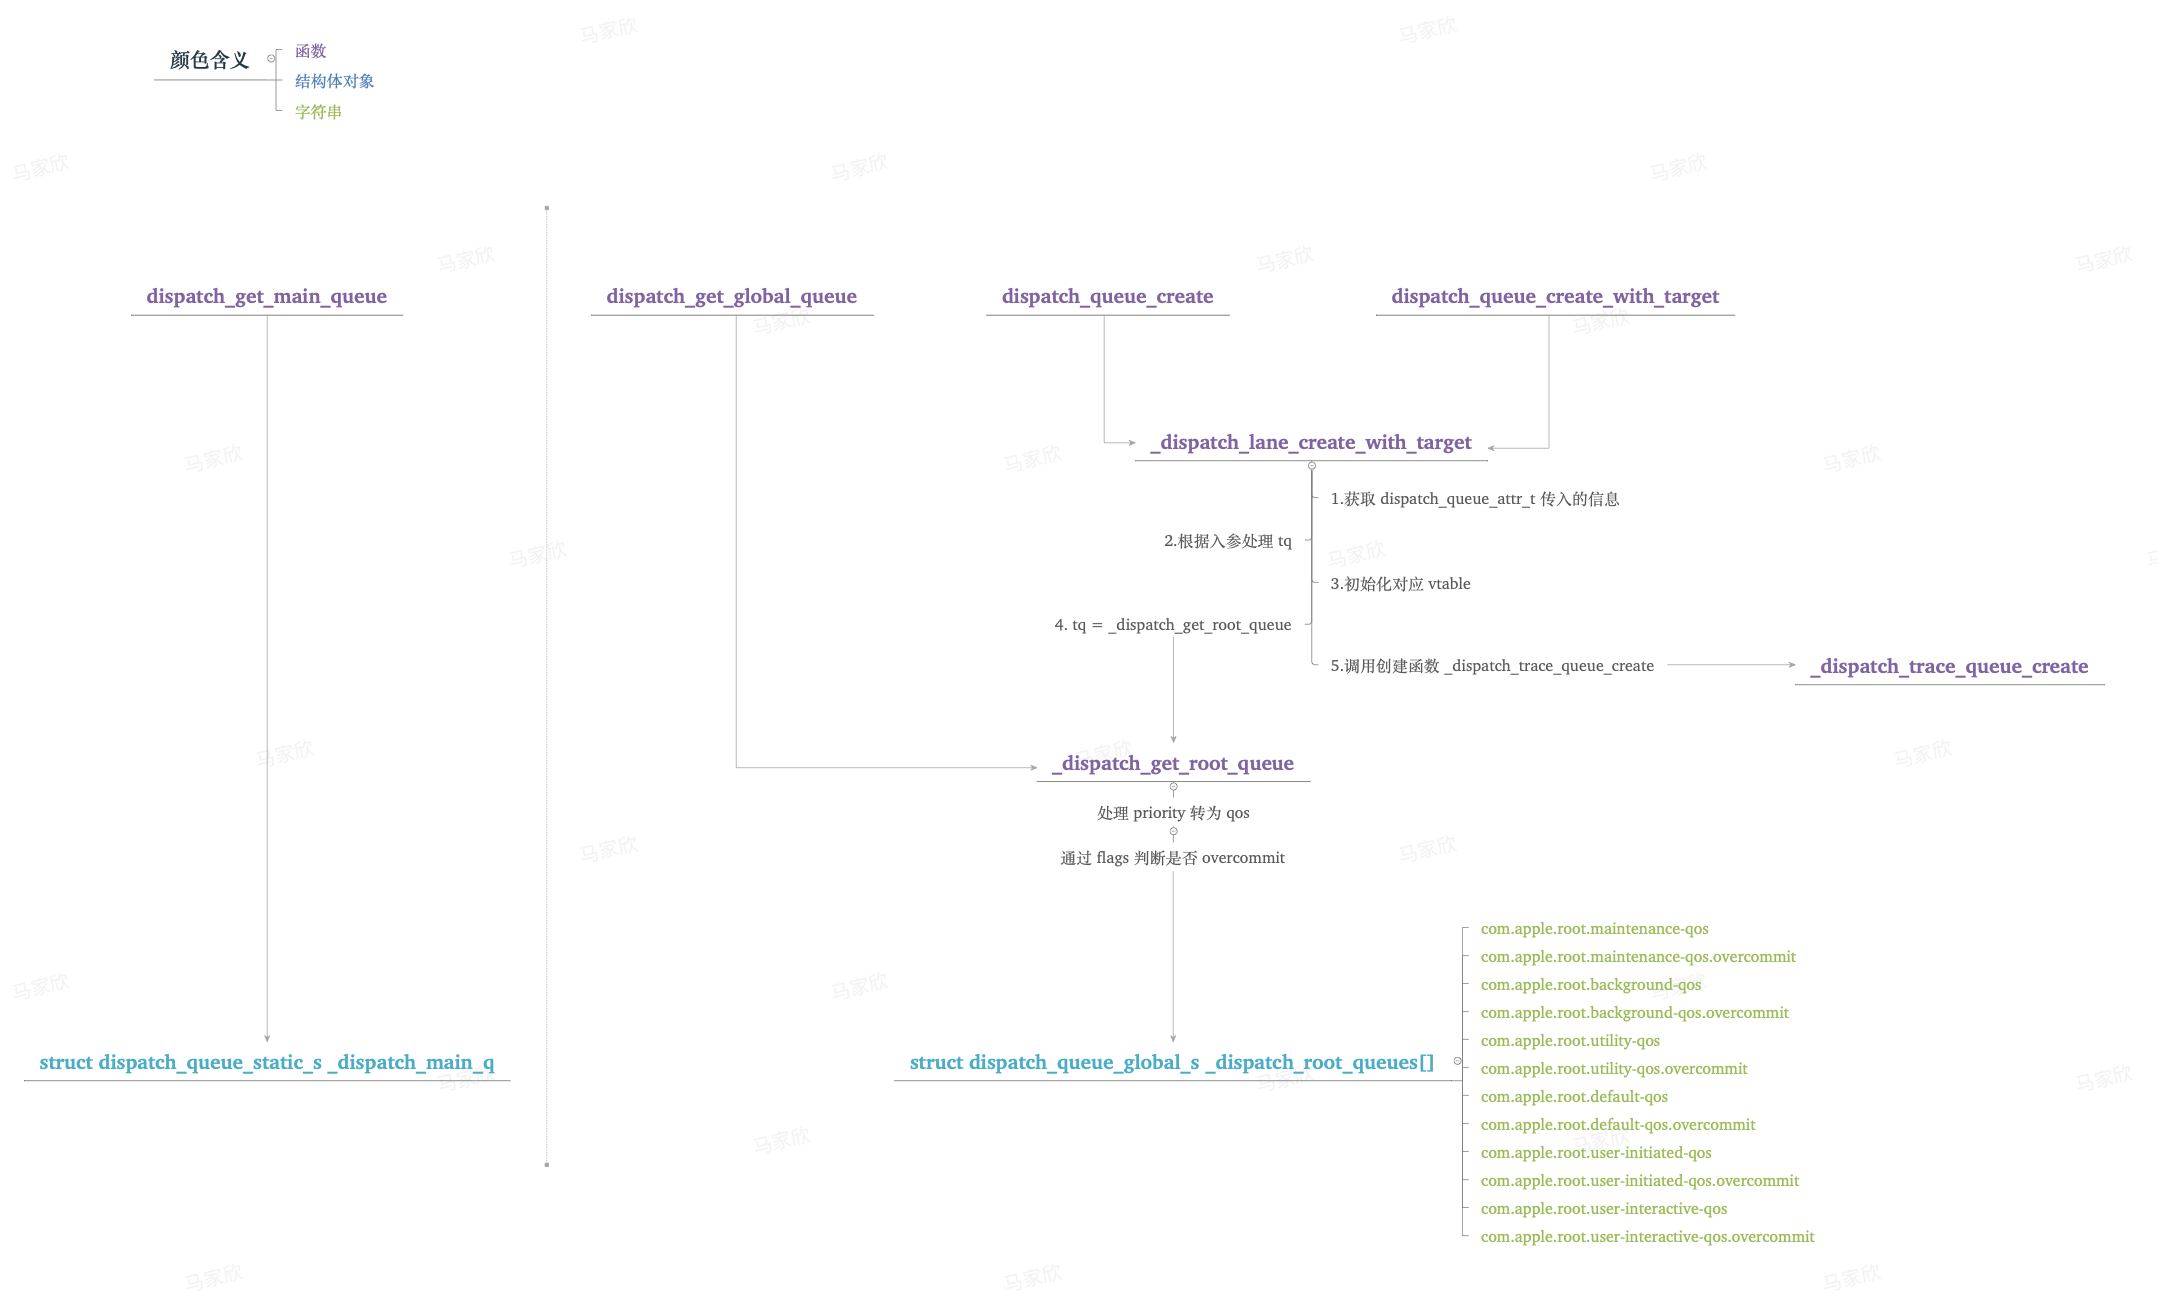 颜色含义
函数
结构体对象
字符串
dispatch_get_main_queue
dispatch_get_global_queue
dispatch_queue_create
dispatch_queue_create_with_target
_dispatch_lane_create_with_target
1.获取 dispatch_queue_attr_t 传入的信息
2.根据入参处理 tq
3.初始化对应 vtable
4. tq = _dispatch_get_root_queue
5.调用创建函数 _dispatch_trace_queue_create
_dispatch_trace_queue_create
_dispatch_get_root_queue
处理 priority 转为 qos
通过 flags 判断是否 overcommit
struct dispatch_queue_static_s _dispatch_main_q
struct dispatch_queue_global_s _dispatch_root_queues[]
com.apple.root.maintenance-qos
com.apple.root.maintenance-qos.overcommit
com.apple.root.background-qos
com.apple.root.background-qos.overcommit
com.apple.root.utility-qos
com.apple.root.utility-qos.overcommit
com.apple.root.default-qos
com.apple.root.default-qos.overcommit
com.apple.root.user-initiated-qos
com.apple.root.user-initiated-qos.overcommit
com.apple.root.user-interactive-qos
com.apple.root.user-interactive-qos.overcommit
马家欣